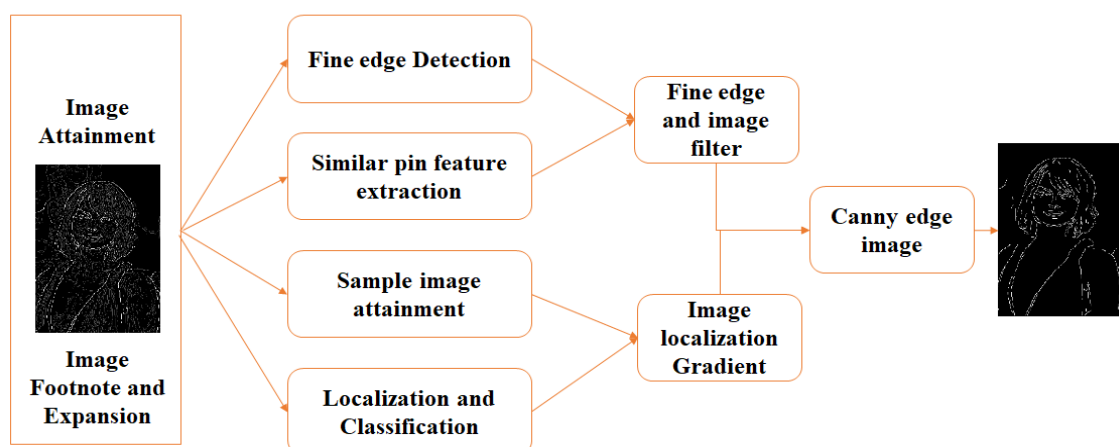 Image
Attainment
Image
Footnote and
Expansion
Fine edge Detection
Similar pin feature
extraction
Sample image
attainment
Localization and
Classification
Fine edge
and image
filter
Image
localization
Gradient
Canny edge
image